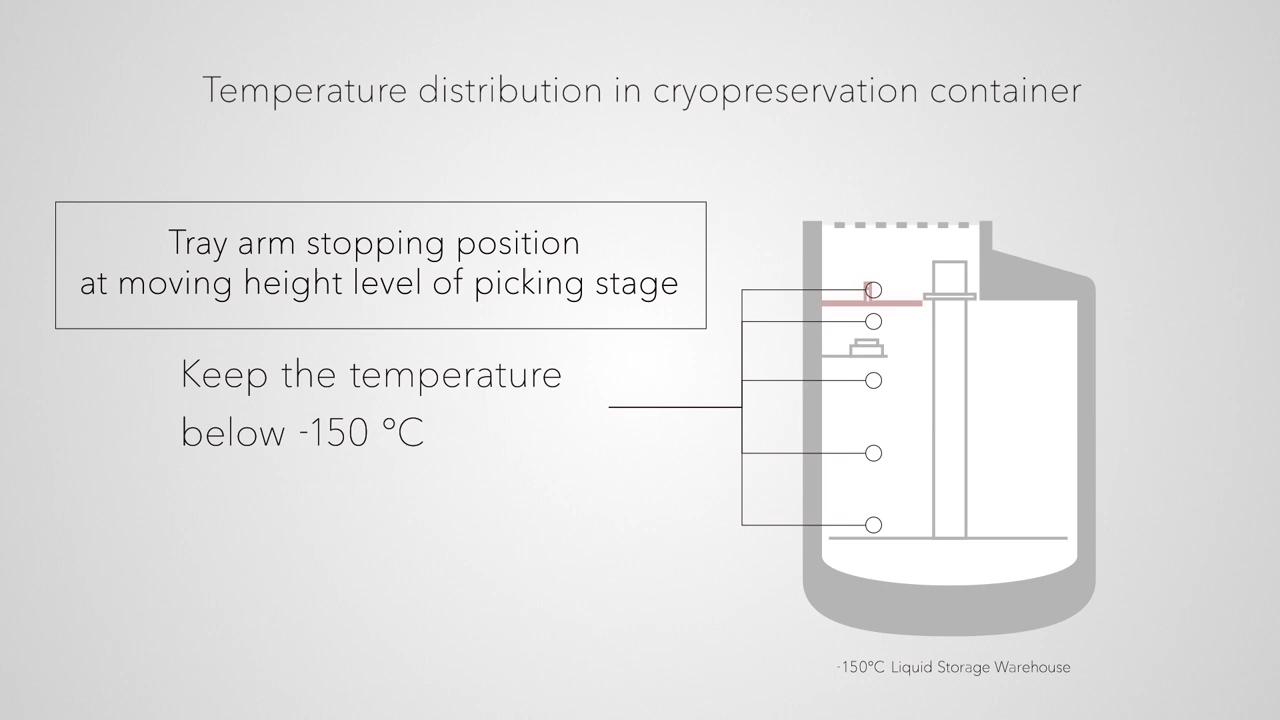 Temperature distribution in cryopreservation container
Tray arm stopping position
at moving height level of picking stage
Keep the temperature
below -150 °C
-150°C Liquid Storage Warehouse